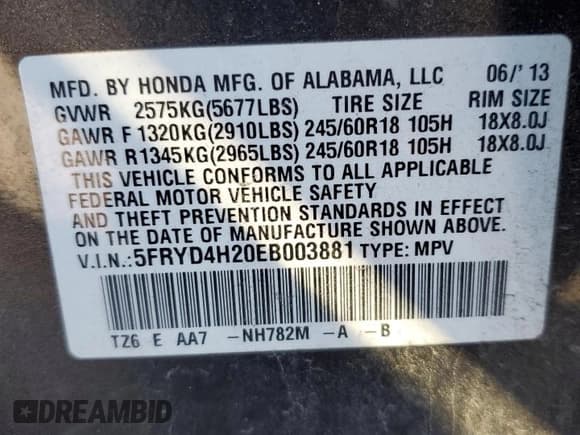 MFD. BY HONDA MFG. OF ALABAMA, LLC 06/'13
GVWR 2575KG(5677LBS) TIRE SIZE RIM SIZE
GAWR F 1320KG(2910LBS) 245/60R18 105H 18X8.0J
GAWR R1345KG(2965LBS) 245/60R18 105H 18X8.0J
THIS VEHICLE CONFORMS TO ALL APPLICABLE
FEDERAL MOTOR VEHICLE SAFETY
AND THEFT PREVENTION STANDARDS IN EFFECT
ON THE DATE OF MANUFACTURE SHOWN ABOVE.
V.I.N.:5FRYD4H20EB003881 TYPE: MPV
TZ6 E AA7 -NH782M -A -B
DREAMBID